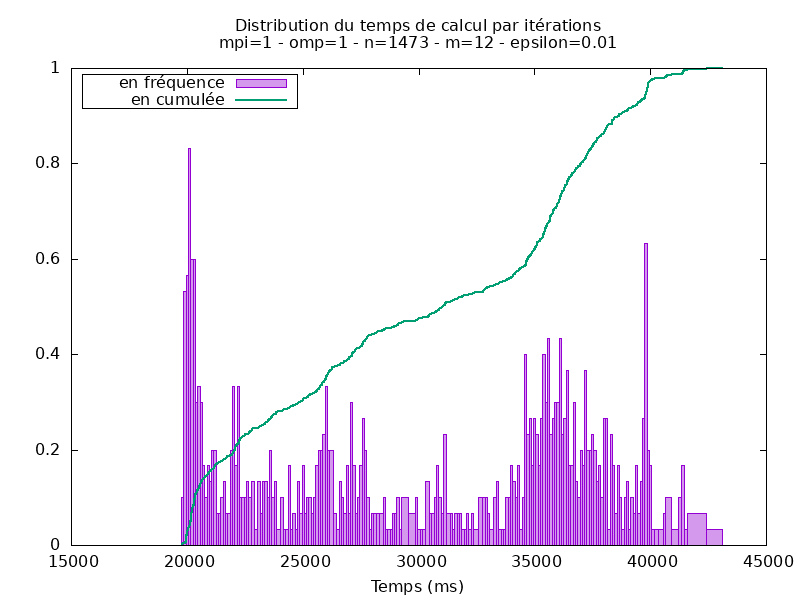 Distribution du temps de calcul par itérations
mpi=1 - omp=1 - n=1473 - m=12 - epsilon=0.01
en fréquence
en cumulée
1
0.8
0.6
0.4
0.2
0
15000 20000 25000 30000 35000 40000 45000
Temps (ms)